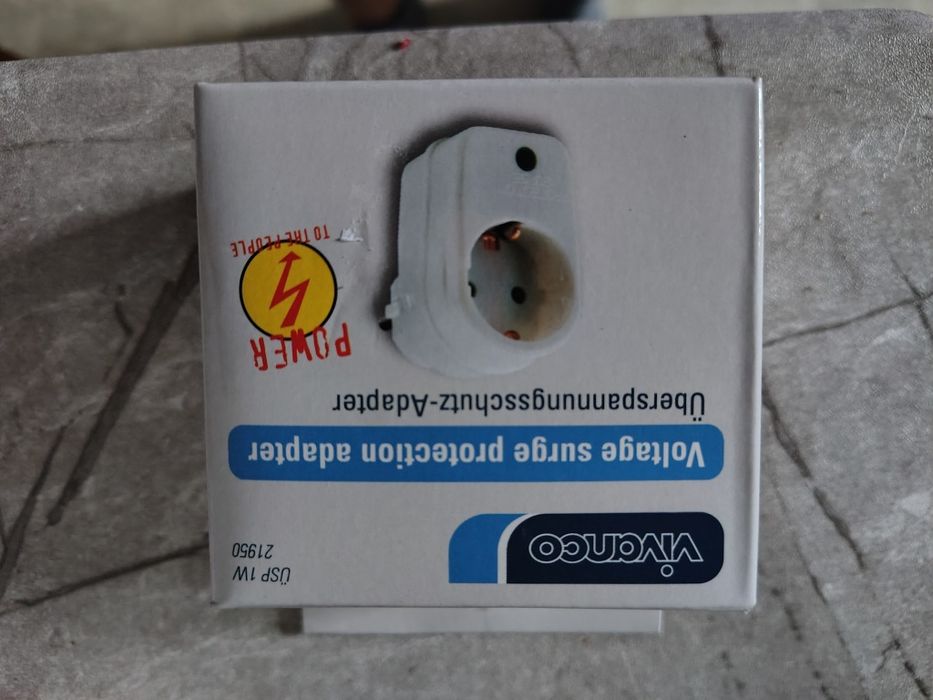 vivanco
ÜSP 1W
21950
Voltage surge protection adapter
Überspannungsschutz-Adapter
POWER
TO THE PEOPLE